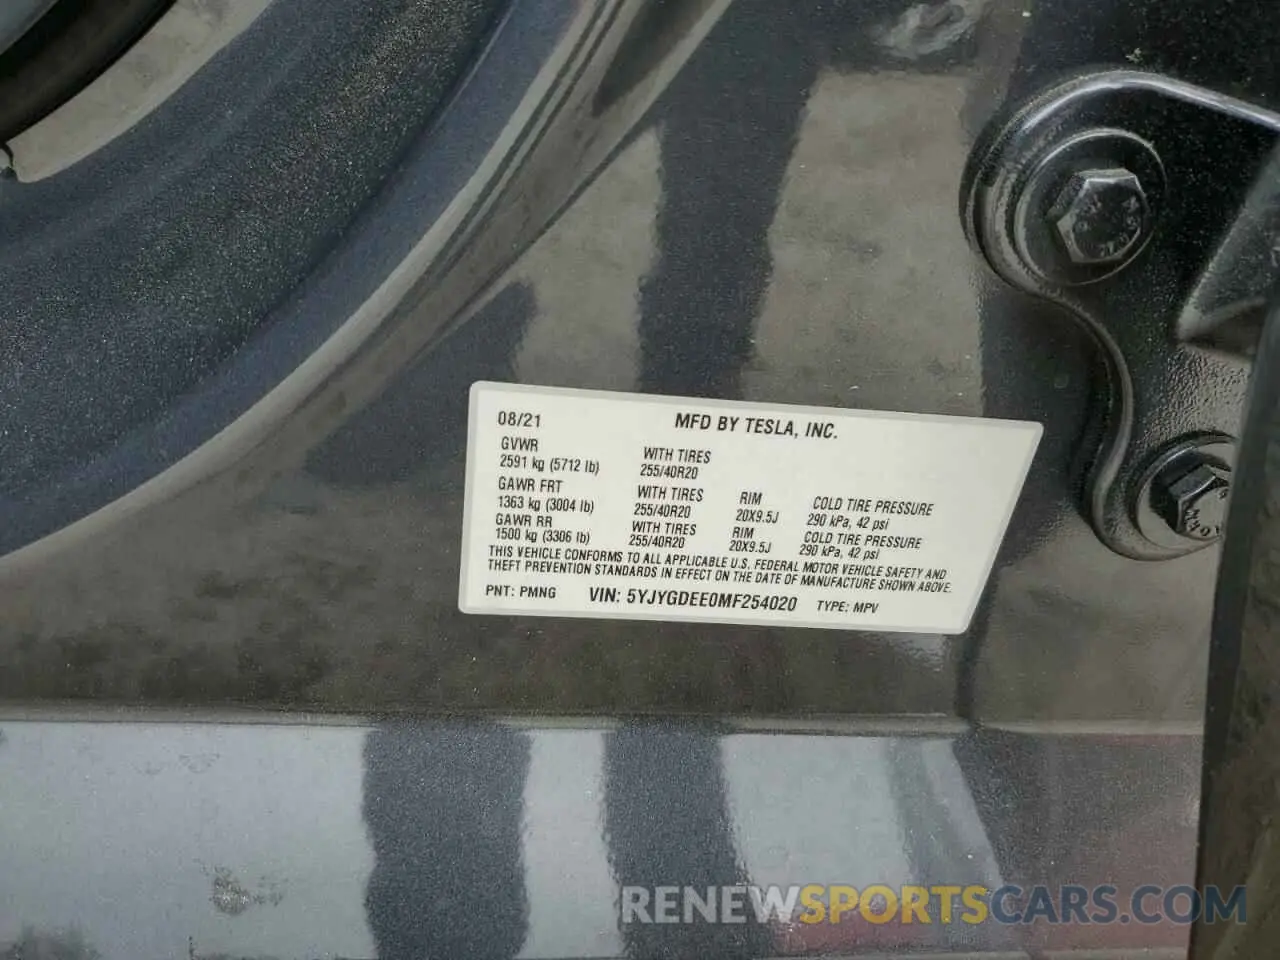 08/21 MFD BY TESLA, INC.
GVWR
2591 kg (5712 lb)
WITH TIRES
255/40R20
GAWR FRT
1363 kg (3004 lb)
WITH TIRES
255/40R20
RIM
20X9.5J
COLD TIRE PRESSURE
290 kPa, 42 psi
GAWR RR
1500 kg (3306 lb)
WITH TIRES
255/40R20
RIM
20X9.5J
COLD TIRE PRESSURE
290 kPa, 42 psi
THIS VEHICLE CONFORMS TO ALL APPLICABLE U.S. FEDERAL MOTOR VEHICLE SAFETY AND
THEFT PREVENTION STANDARDS IN EFFECT ON THE DATE OF MANUFACTURE SHOWN ABOVE.
PNT: PMNG VIN: 5YJYGDEE0MF254020 TYPE: MPV
RENEWSPORTSCARS.COM